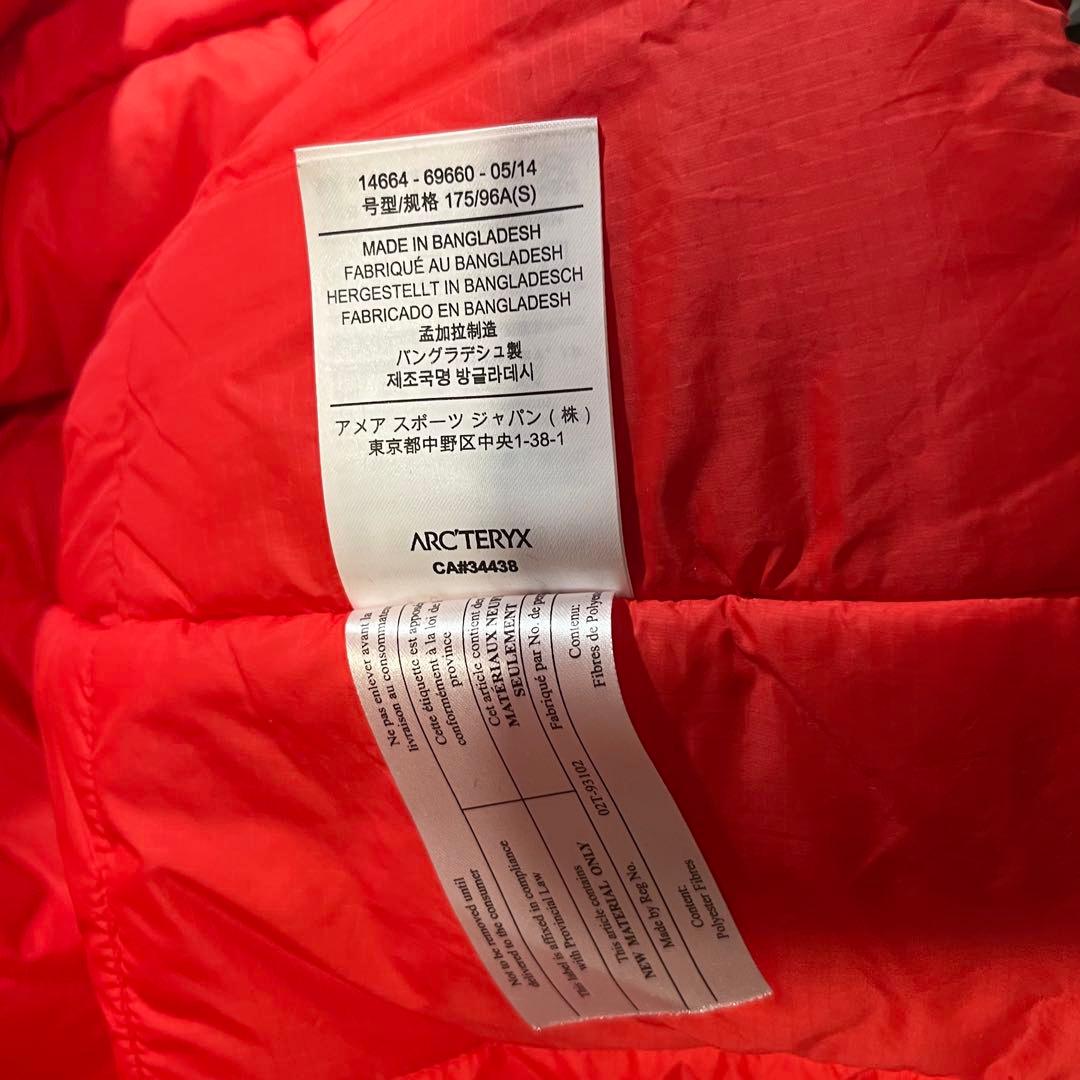 14664 - 69660 - 05/14
号型/规格 175/96A(S)
MADE IN BANGLADESH
FABRIQUÉ AU BANGLADESH
HERGESTELLT IN BANGLADESCH
FABRICADO EN BANGLADESH
孟加拉制造
バングラデシュ製
제조국명 방글라데시
アメア スポーツ ジャパン ( 株 )
東京都中野区中央1-38-1
ARC'TERYX
CA#34438
Ne pas enlever avant la
livraison au consommateur
Cette étiquette est apposée
conformément à la loi de
province
Cet article contient des
MATÉRIAUX NEUFS
SEULEMENT
Fabriqué par No. de
Contenu:
Fibres de
Not to be removed until
delivered to the consumer
This label is affixed in compliance
with Provincial Law
This article contains
NEW MATERIAL ONLY
Made by Reg No.
02T-93102
Content:
Polyester Fibres